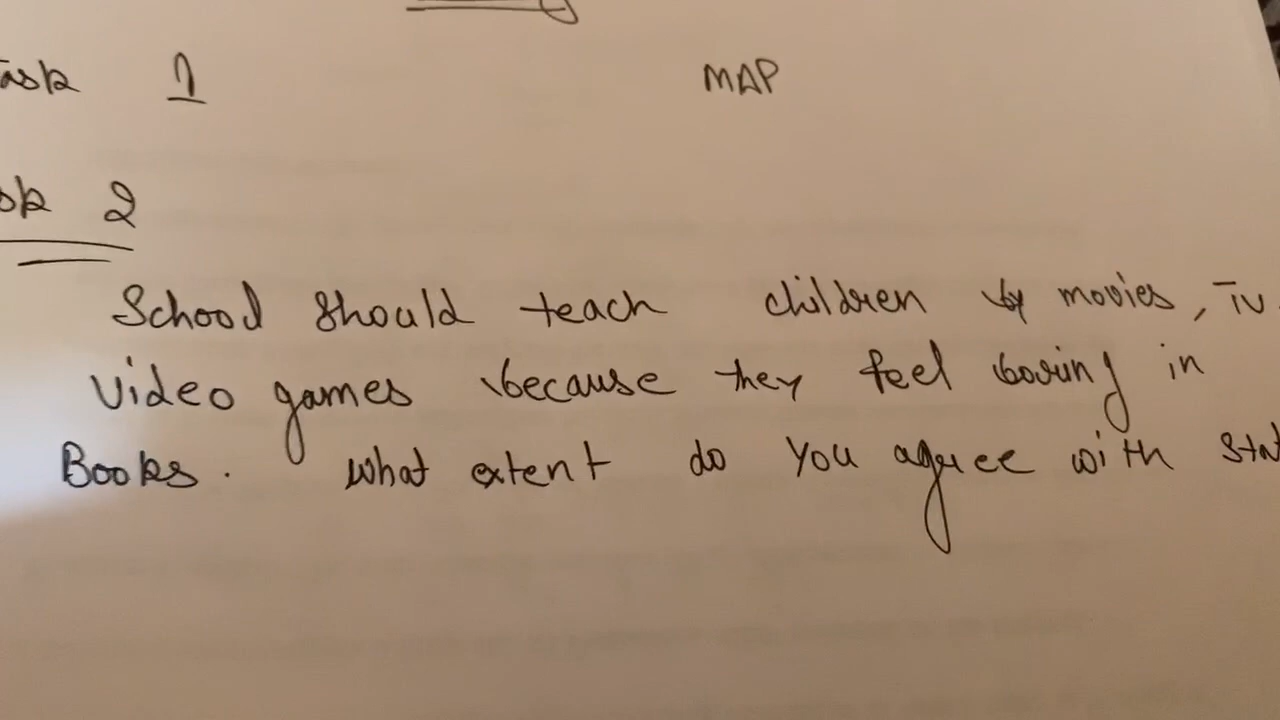 Task 1 MAP
Task 2
School should teach children by movies, TV
video games because they feel boring in
Books. What extent do you agree with